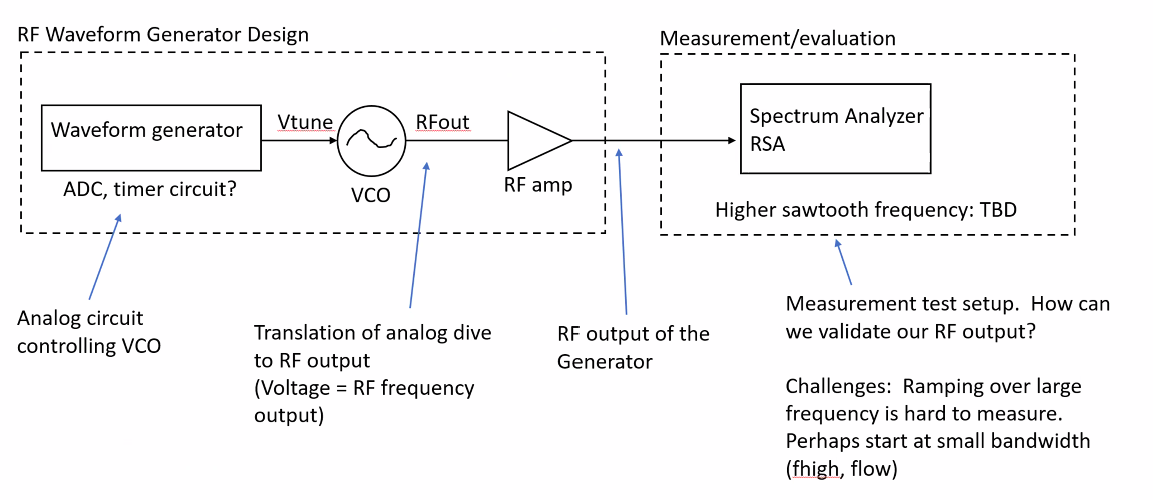 RF Waveform Generator Design
Measurement/evaluation
Waveform generator
Vtune
RFout
Spectrum Analyzer
RSA
ADC, timer circuit?
VCO
RF amp
Higher sawtooth frequency: TBD
Analog circuit
controlling VCO
Translation of analog dive
to RF output
(Voltage = RF frequency
output)
RF output of the
Generator
Measurement test setup.  How can
we validate our RF output?
Challenges:  Ramping over large
frequency is hard to measure.
Perhaps start at small bandwidth
(fhigh, flow)